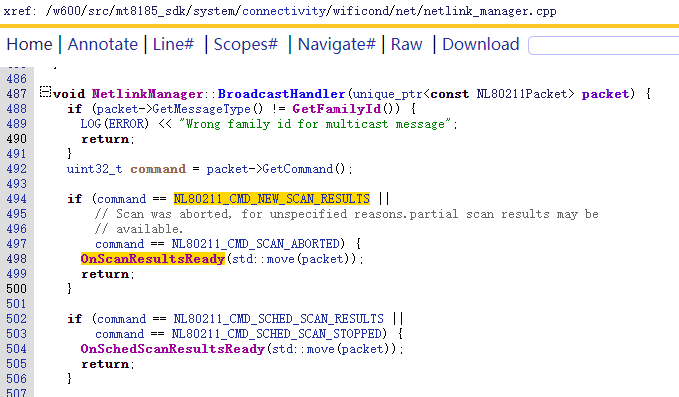 xref: /w600/src/mt8185_sdk/system/connectivity/wificond/net/netlink_manager.cpp
Home | Annotate | Line# | Scopes# | Navigate# | Raw | Download
486
487 void NetlinkManager::BroadcastHandler(unique_ptr<const NL80211Packet> packet) {
488 if (packet->GetMessageType() != GetFamilyId()) {
489 LOG(ERROR) << "Wrong family id for multicast message";
490 return;
491 }
492 uint32_t command = packet->GetCommand();
493
494 if (command == NL80211_CMD_NEW_SCAN_RESULTS ||
495 // Scan was aborted, for unspecified reasons.partial scan results may be
496 // available.
497 command == NL80211_CMD_SCAN_ABORTED) {
498 OnScanResultsReady(std::move(packet));
499 return;
500 }
501
502 if (command == NL80211_CMD_SCHED_SCAN_RESULTS ||
503 command == NL80211_CMD_SCHED_SCAN_STOPPED) {
504 OnSchedScanResultsReady(std::move(packet));
505 return;
506 }
507